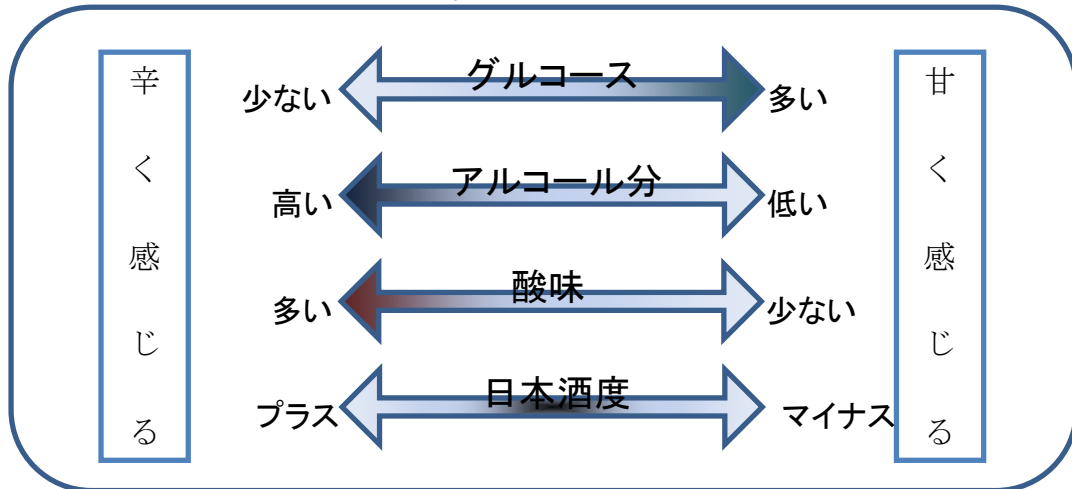 辛く感じる
グルコース
少ない
多い
アルコール分
高い
低い
酸味
多い
少ない
日本酒度
プラス
マイナス
甘く感じる